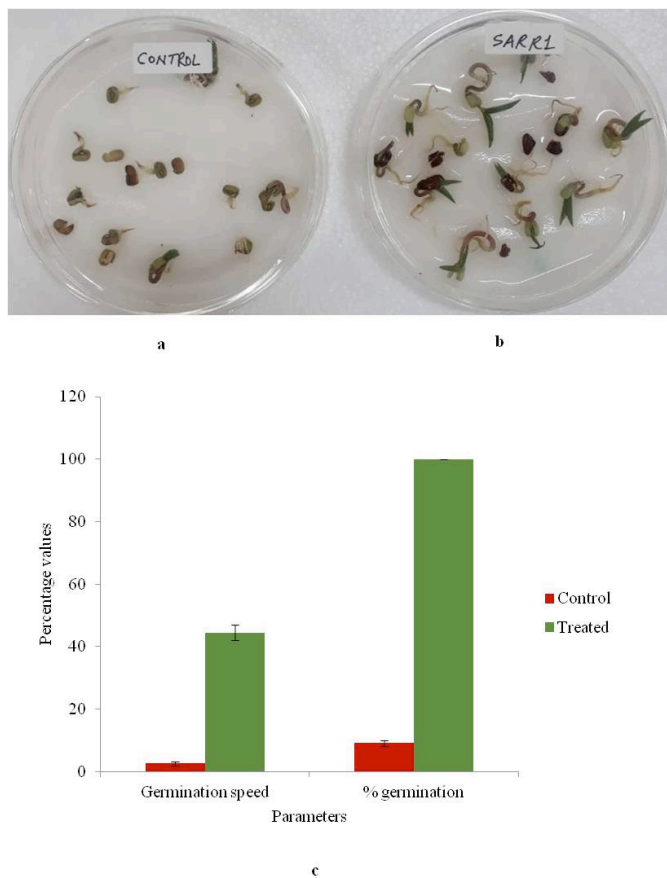 CONTROL
SARR1
a
b
120
100
80
60
40
20
0
Percentage values
Germination speed
% germination
Parameters
Control
Treated
c